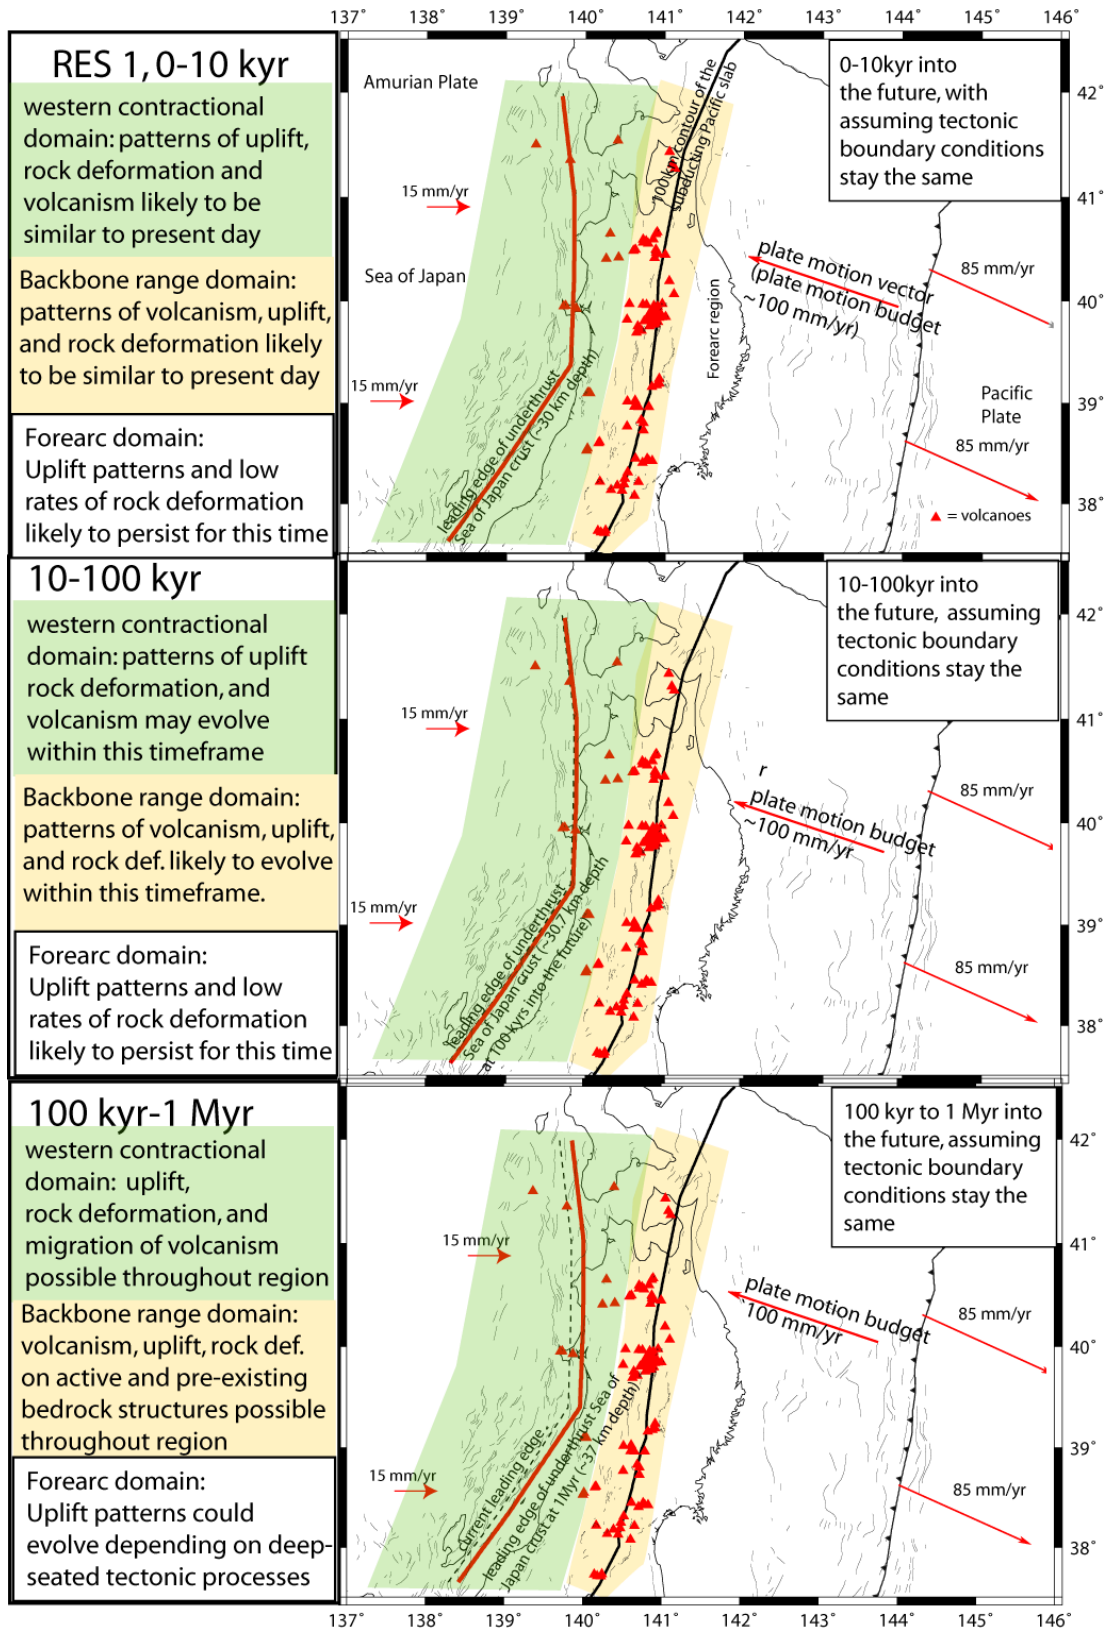 137° 138° 139° 140° 141° 142° 143° 144° 145° 146°
RES 1, 0-10 kyr
western contractional
domain: patterns of uplift,
rock deformation and
volcanism likely to be
similar to present day
Backbone range domain:
patterns of volcanism, uplift,
and rock deformation likely
to be similar to present day
Forearc domain:
Uplift patterns and low
rates of rock deformation
likely to persist for this time
Amurian Plate
15 mm/yr
Sea of Japan
15 mm/yr
leading edge of underthrust
Sea of Japan crust (~30 km depth)
100 km contour of the
subducting Pacific slab
Forearc region
plate motion vector
(plate motion budget
~100 mm/yr)
0-10kyr into
the future, with
assuming tectonic
boundary conditions
stay the same
85 mm/yr
Pacific
Plate
85 mm/yr
= volcanoes
42°
41°
40°
39°
38°
10-100 kyr
western contractional
domain: patterns of uplift
rock deformation, and
volcanism may evolve
within this timeframe
Backbone range domain:
patterns of volcanism, uplift,
and rock def. likely to evolve
within this timeframe.
Forearc domain:
Uplift patterns and low
rates of rock deformation
likely to persist for this time
15 mm/yr
15 mm/yr
leading edge of underthrust
Sea of Japan crust (~30.7 km depth
at 100 kyrs into the future)
r
plate motion budget
~100 mm/yr
10-100kyr into
the future, assuming
tectonic boundary
conditions stay the
same
85 mm/yr
85 mm/yr
42°
41°
40°
39°
38°
100 kyr-1 Myr
western contractional
domain: uplift,
rock deformation, and
migration of volcanism
possible throughout region
Backbone range domain:
volcanism, uplift, rock def.
on active and pre-existing
bedrock structures possible
throughout region
Forearc domain:
Uplift patterns could
evolve depending on deep-
seated tectonic processes
15 mm/yr
15 mm/yr
current leading edge
leading edge of underthrust Sea of
Japan crust at 1Myr (~37 km depth)
plate motion budget
100 mm/yr
100 kyr to 1 Myr into
the future, assuming
tectonic boundary
conditions stay the
same
85 mm/yr
85 mm/yr
42°
41°
40°
39°
38°
137° 138° 139° 140° 141° 142° 143° 144° 145° 146°